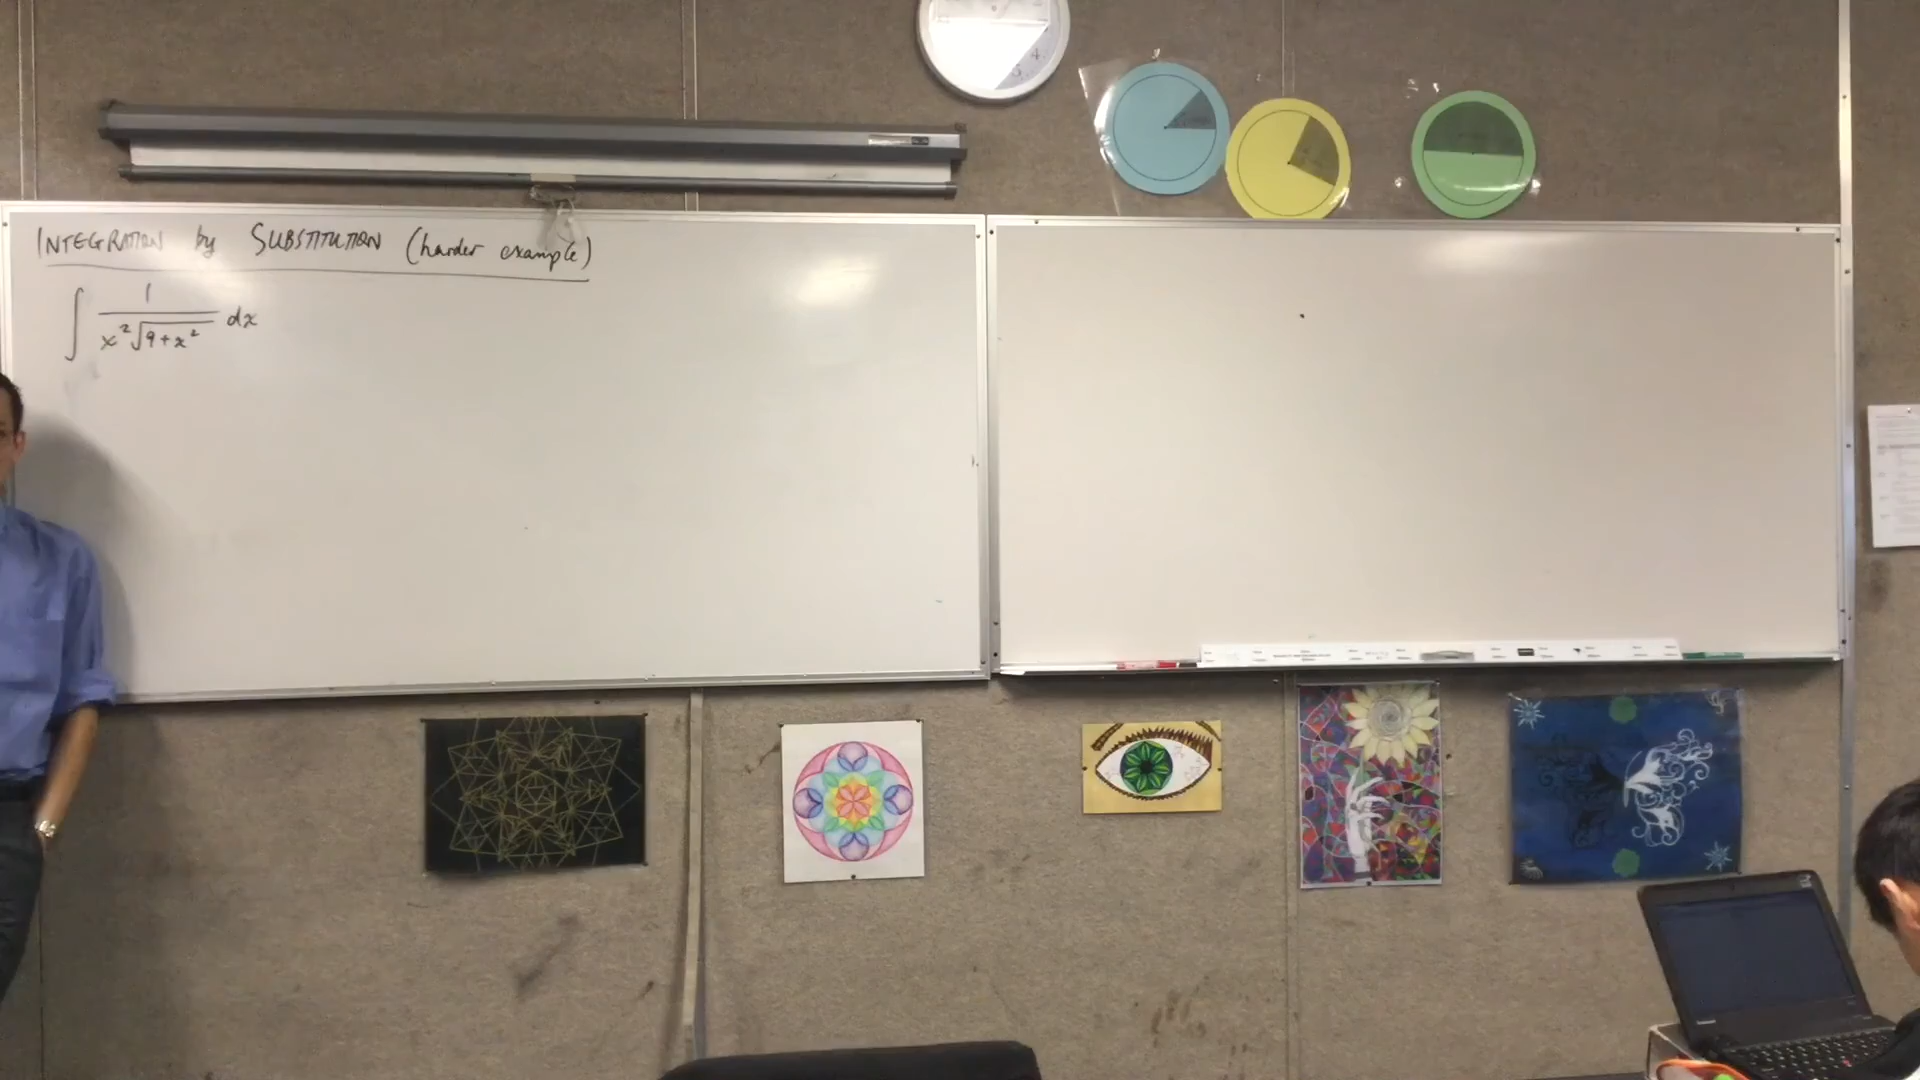 INTEGRATION by SUBSTITUTION (harder example)
∫ 1 / (x²√(9+x²)) dx